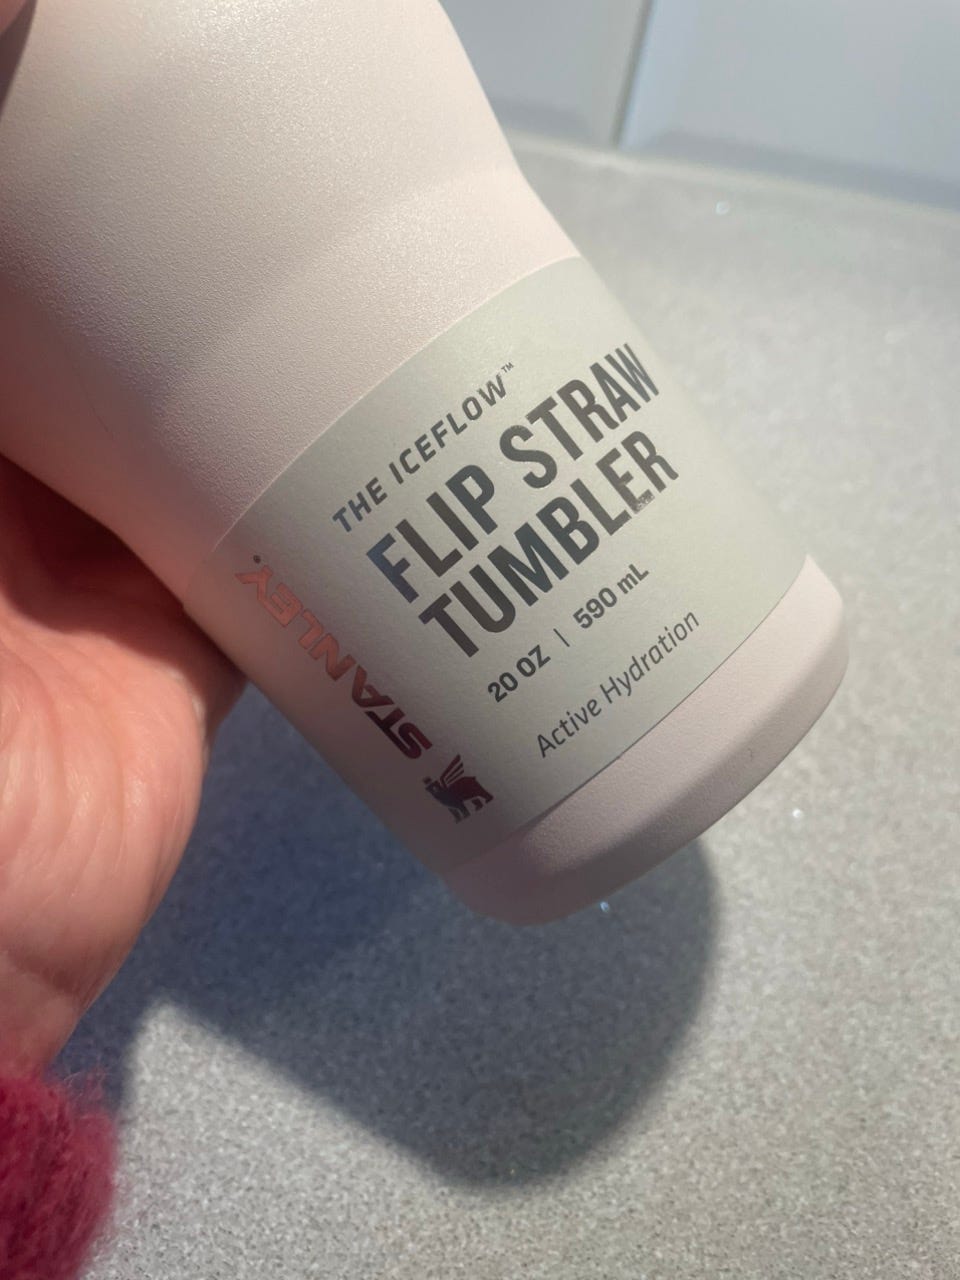 THE ICEFLOW™
FLIP STRAW
TUMBLER
20 OZ | 590 mL
Active Hydration
STANLEY®